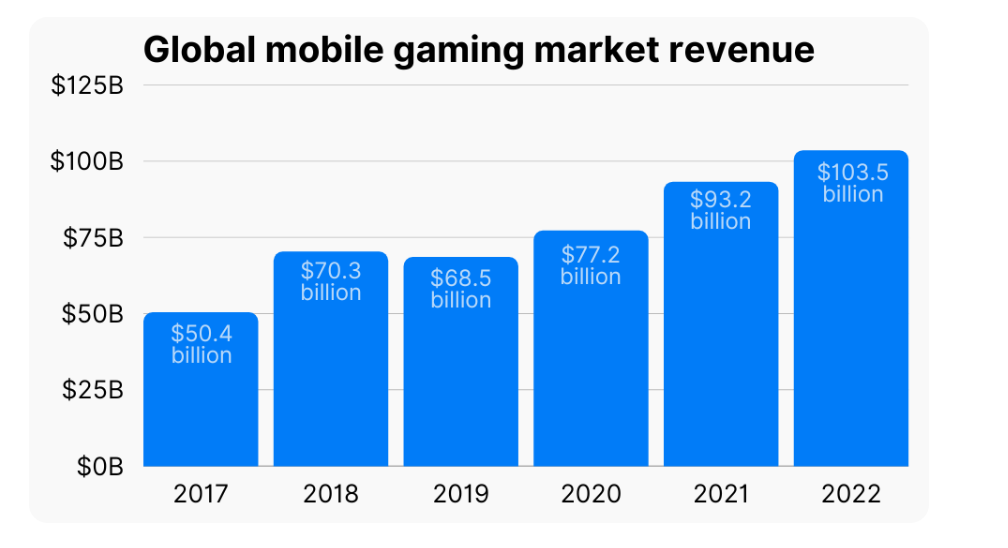 Global mobile gaming market revenue
$125B
$100B
$75B
$50B
$25B
$0B
$50.4
billion
$70.3
billion
$68.5
billion
$77.2
billion
$93.2
billion
$103.5
billion
2017
2018
2019
2020
2021
2022